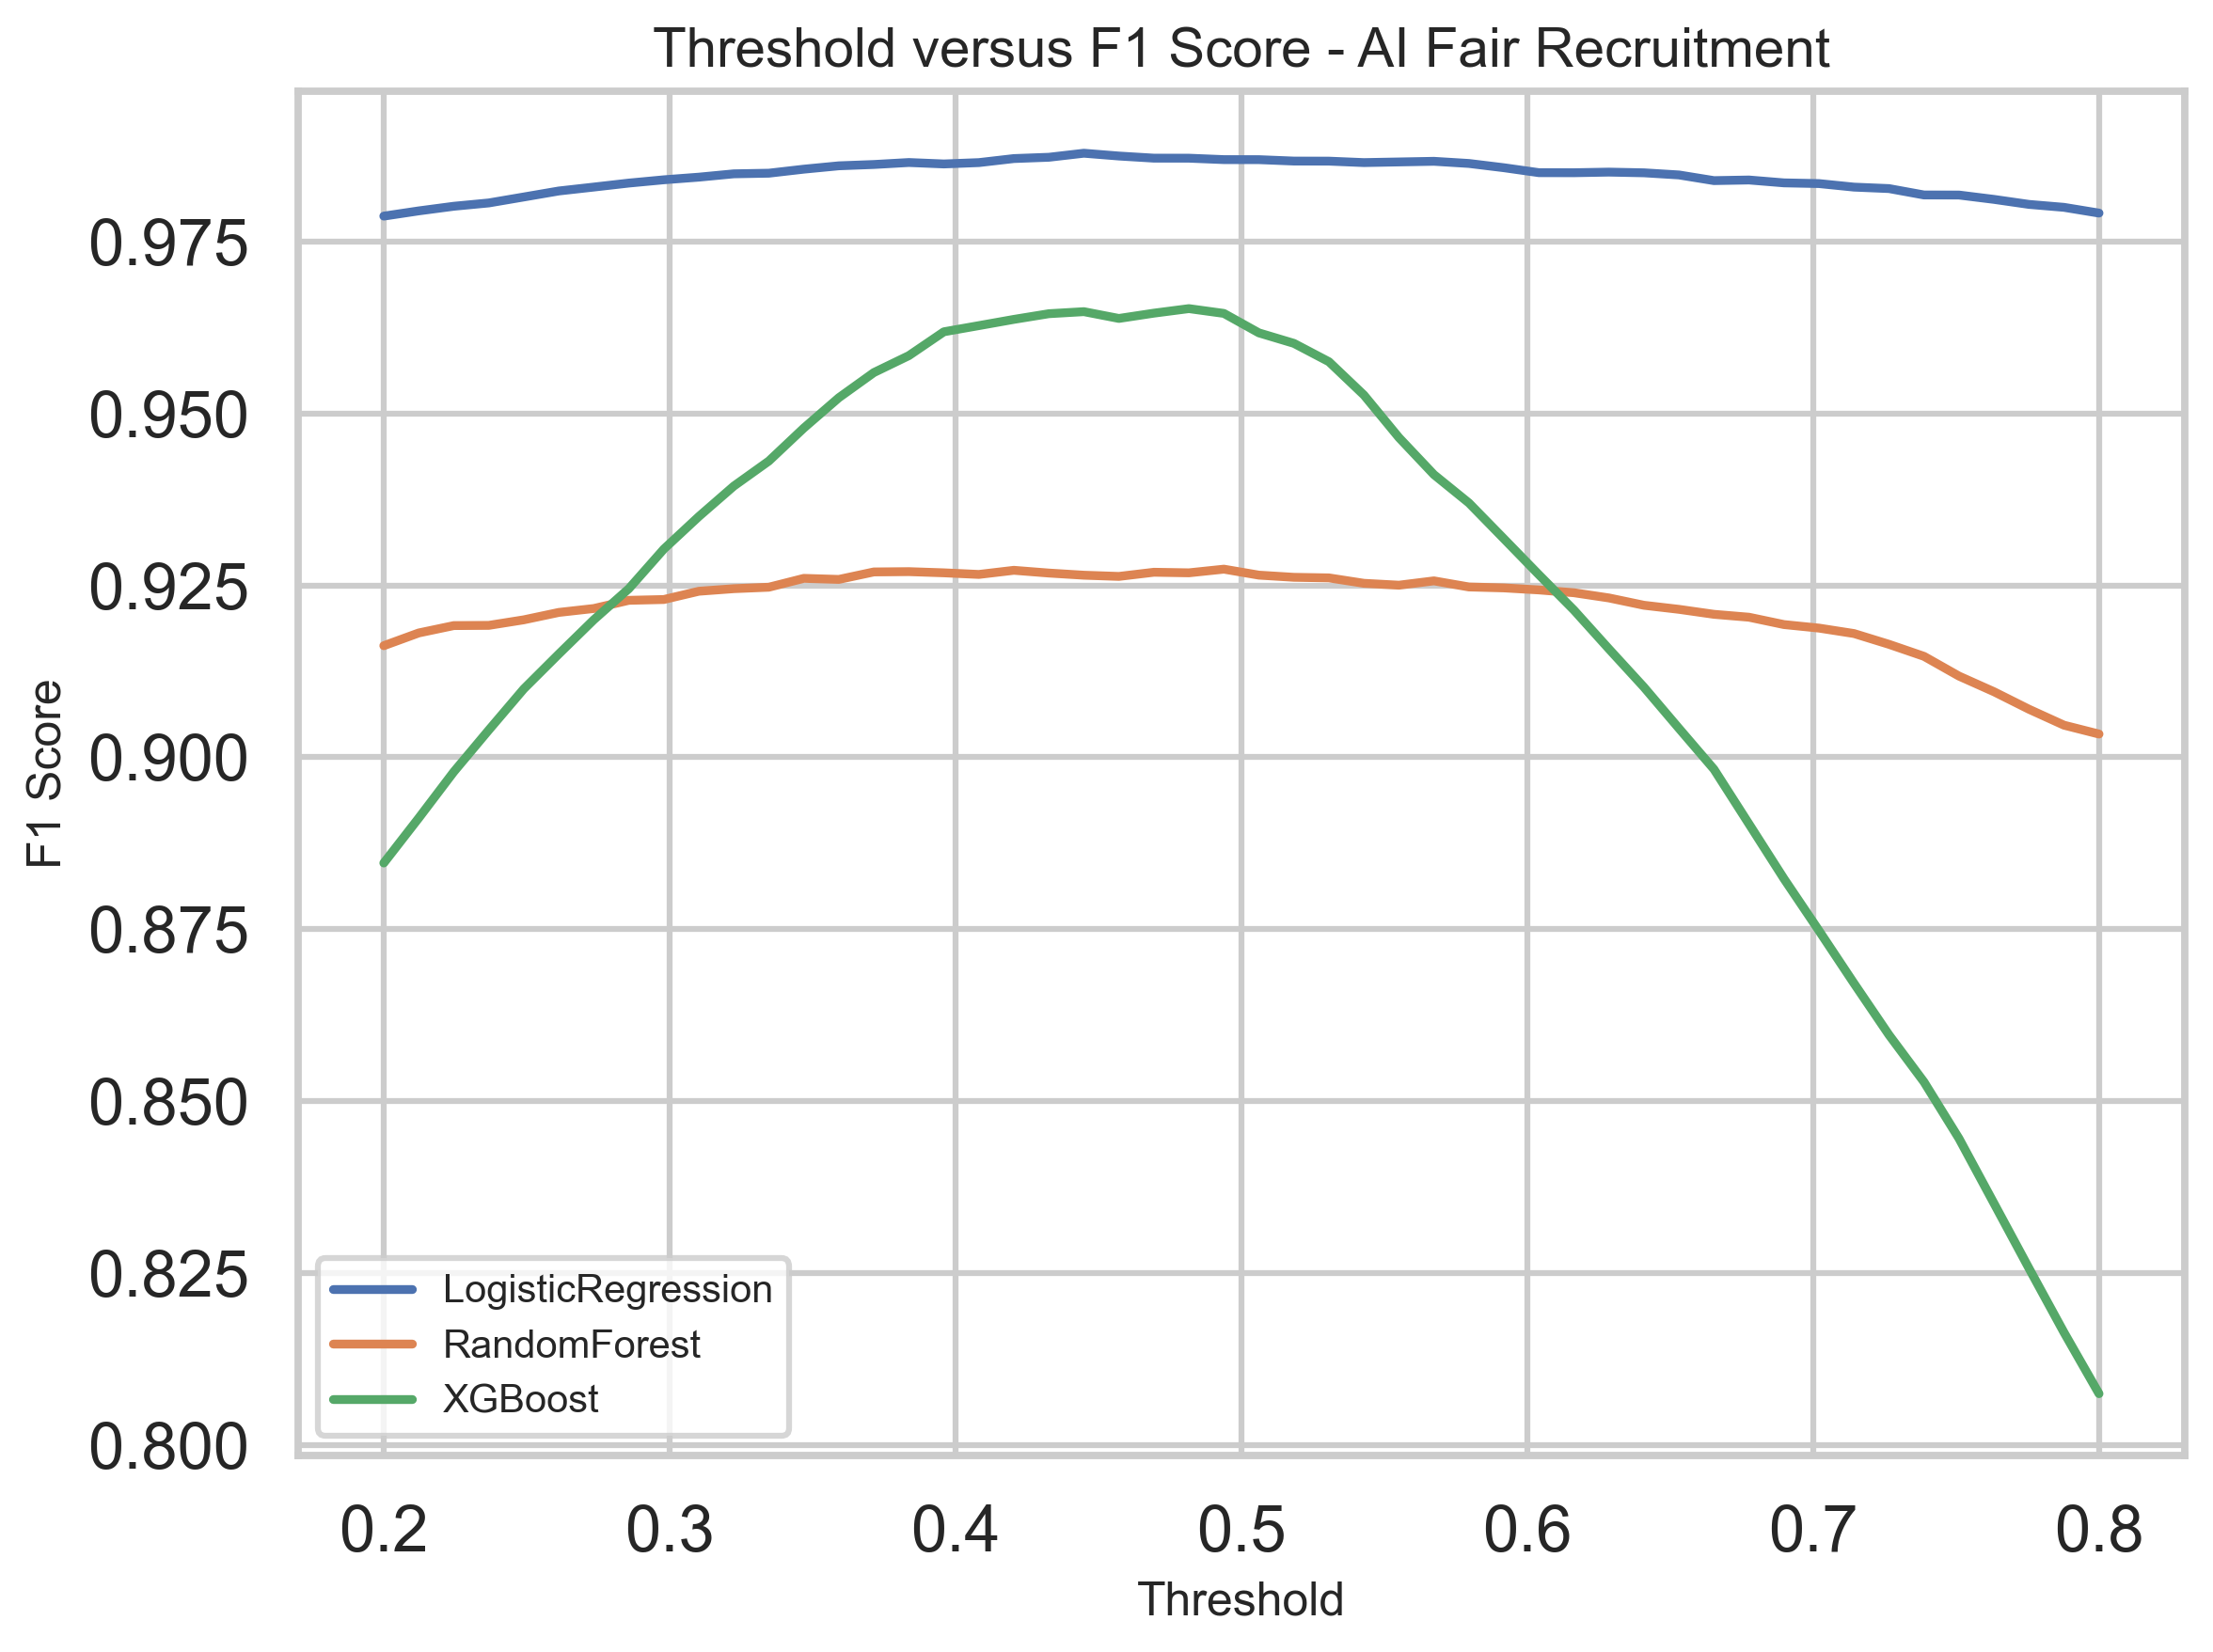 Threshold versus F1 Score - AI Fair Recruitment
F1 Score
0.975
0.950
0.925
0.900
0.875
0.850
0.825
0.800
LogisticRegression
RandomForest
XGBoost
0.2 0.3 0.4 0.5 0.6 0.7 0.8
Threshold